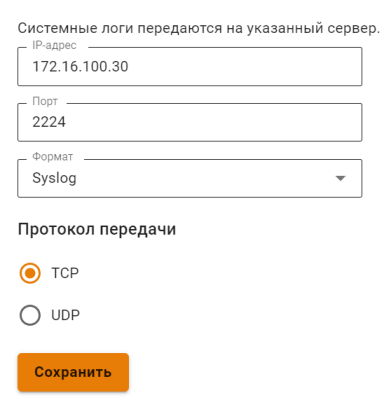 Системные логи передаются на указанный сервер.
IP-адрес
172.16.100.30
Порт
2224
Формат
Syslog
Протокол передачи
TCP
UDP
Сохранить